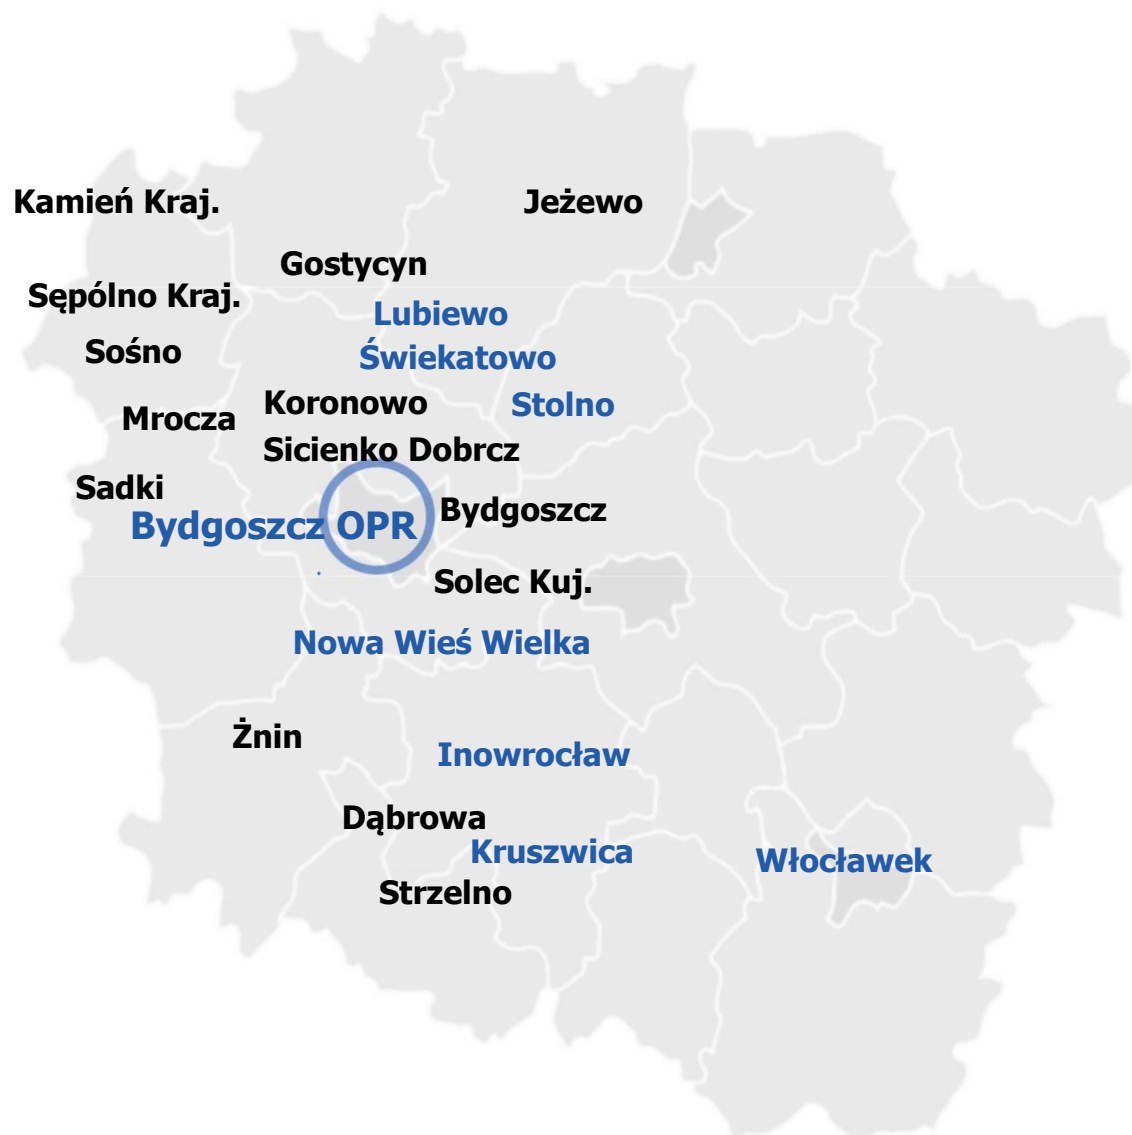 Kamień Kraj.
Jeżewo
Gostycyn
Sępólno Kraj.
Lubiewo
Sośno
Świekatowo
Koronowo
Stolno
Mrocza
Sicienko Dobrcz
Sadki
Bydgoszcz
Bydgoszcz OPR
Solec Kuj.
Nowa Wieś Wielka
Żnin
Inowrocław
Dąbrowa
Kruszwica
Włocławek
Strzelno